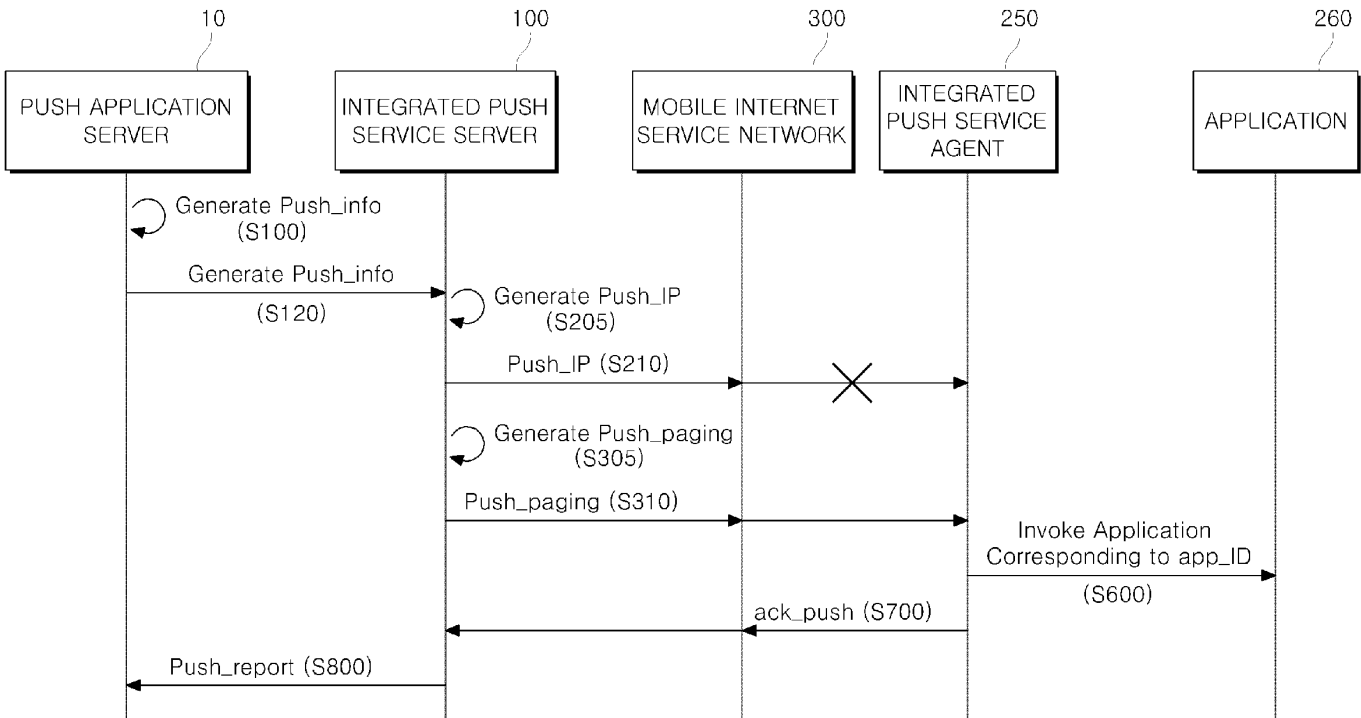 10
100
300
250
260
PUSH APPLICATION
SERVER
INTEGRATED PUSH
SERVICE SERVER
MOBILE INTERNET
SERVICE NETWORK
INTEGRATED
PUSH SERVICE
AGENT
APPLICATION
Generate Push_info
(S100)
Generate Push_info
(S120)
Generate Push_IP
(S205)
Push_IP (S210)
Generate Push_paging
(S305)
Push_paging (S310)
Invoke Application
Corresponding to app_ID
(S600)
ack_push (S700)
Push_report (S800)